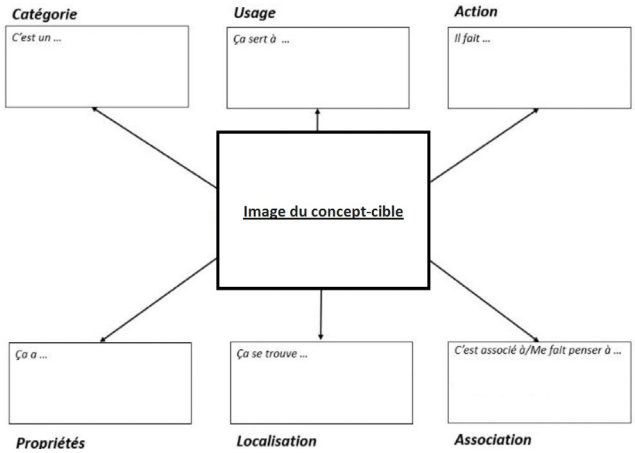 Catégorie
Usage
Action
C'est un ...
Ça sert à ...
Il fait ...
Image du concept-cible
Ça a ...
Ça se trouve ...
C'est associé à/Me fait penser à ...
Propriétés
Localisation
Association